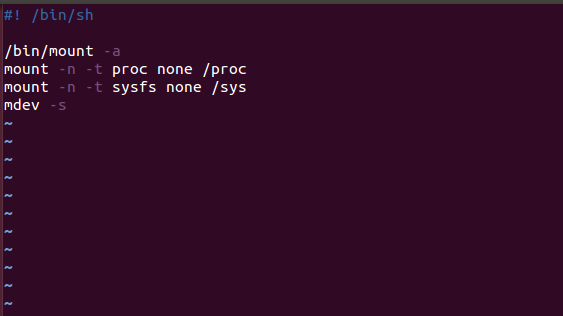 #! /bin/sh

/bin/mount -a
mount -n -t proc none /proc
mount -n -t sysfs none /sys
mdev -s
~
~
~
~
~
~
~
~
~
~
~